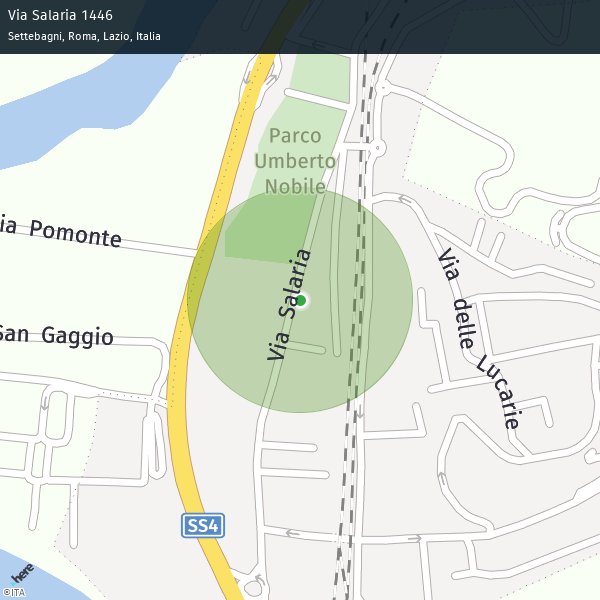 Via Salaria 1446
Settebagni, Roma, Lazio, Italia
Parco
Umberto
Nobile
ia Pomonte
Via Salaria
Via delle Lucarie
San Gaggio
SS4
here
©ITA